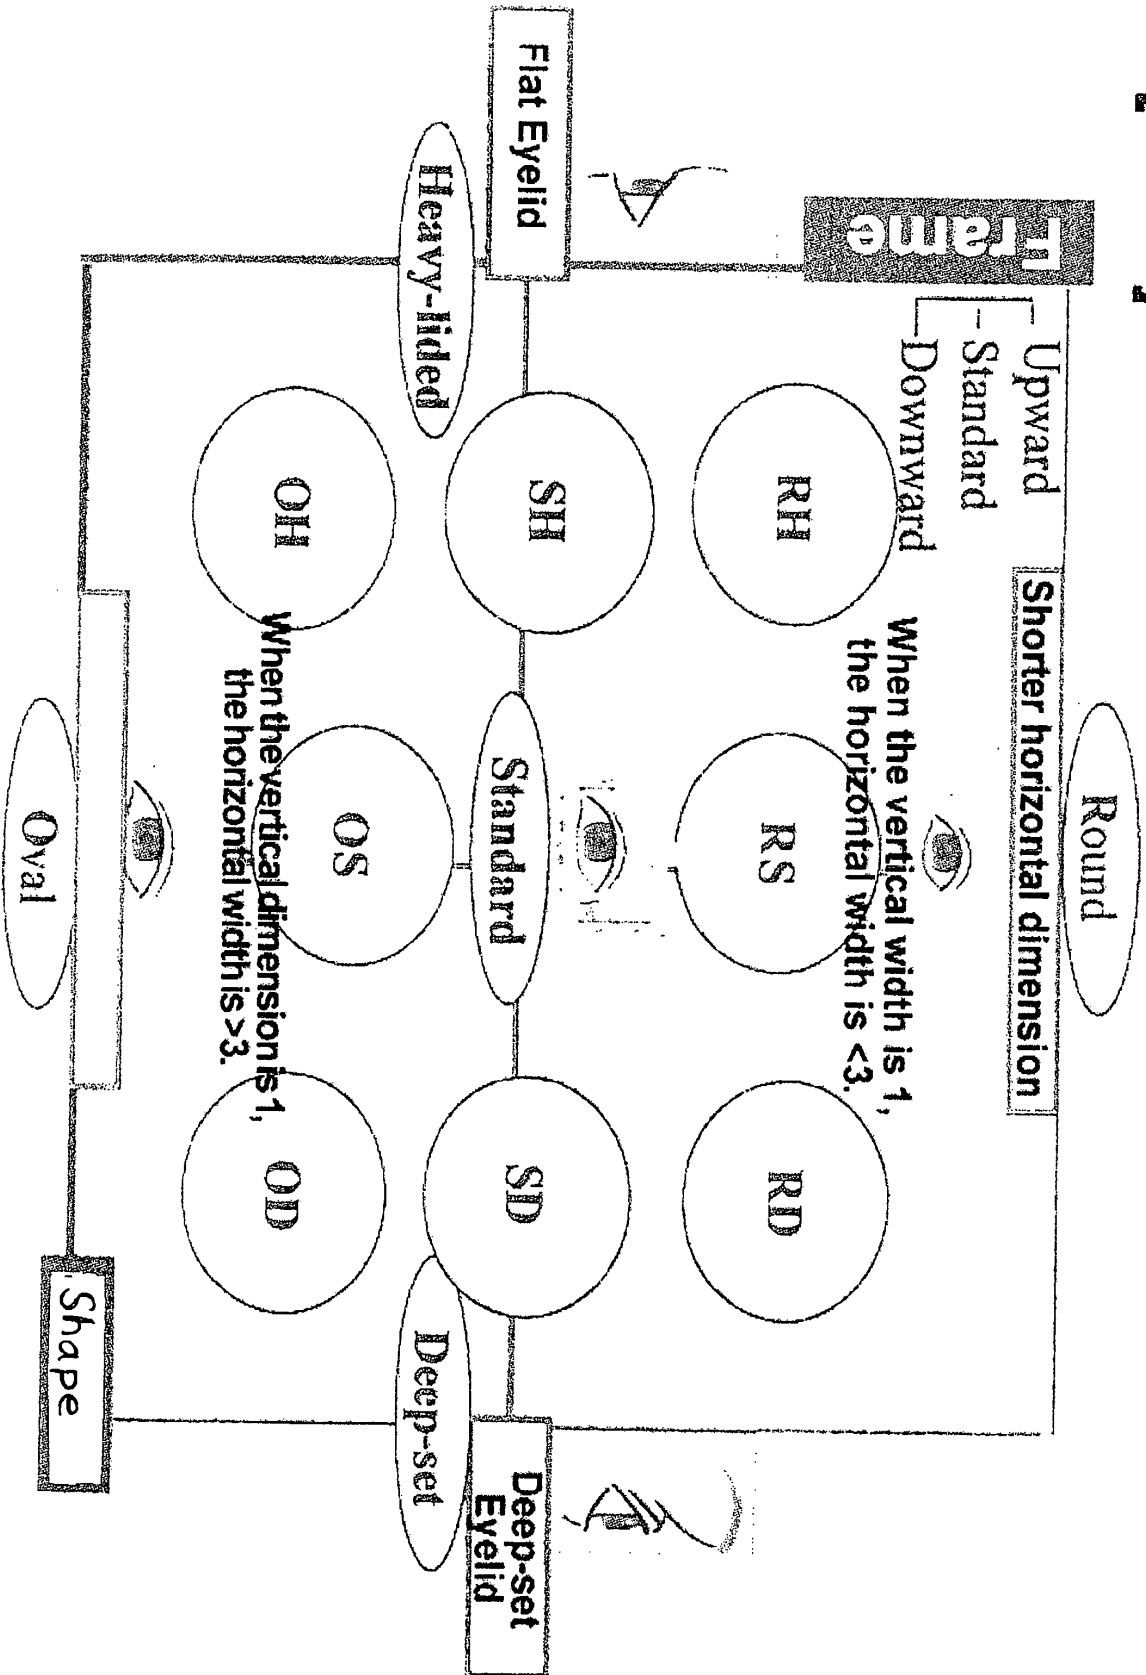 Round
Frame
Shorter horizontal dimension
Upward
Standard
Downward
When the vertical width is 1,
the horizontal width is <3.
RH
RS
RD
Flat Eyelid
Heavy-lided
SH
Standard
SD
Deep-set
Eyelid
Deep-set
OH
OS
OD
When the vertical dimension is 1,
the horizontal width is >3.
Shape
Oval